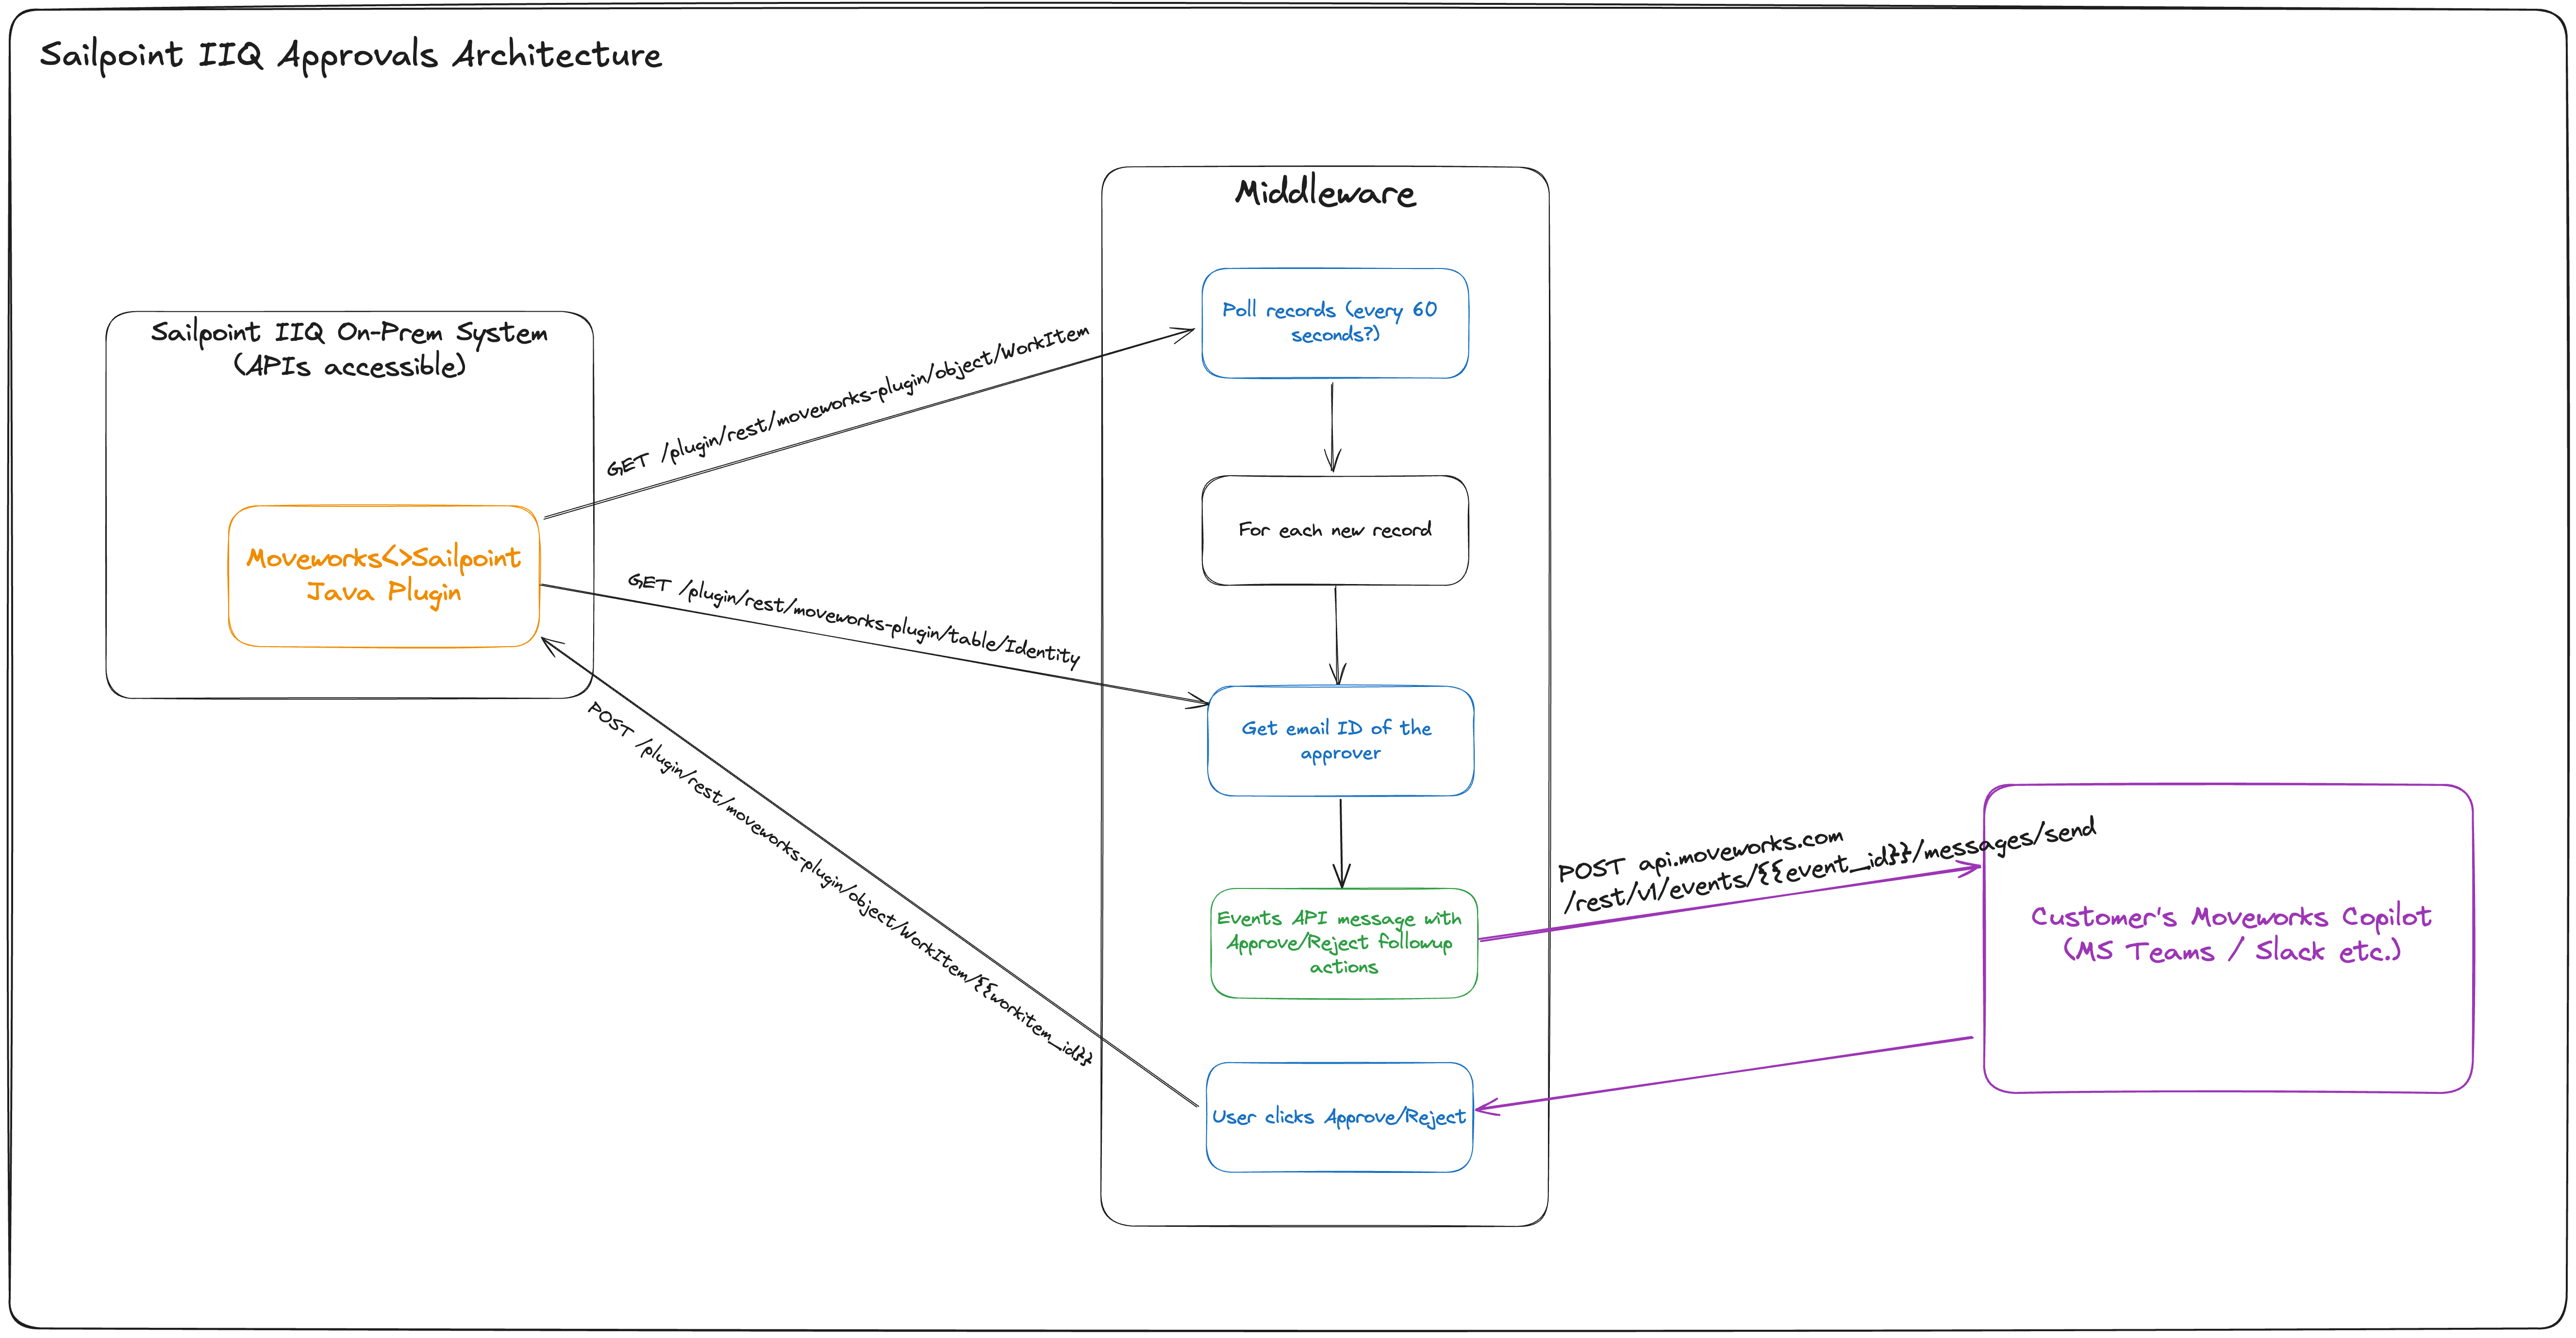 Sailpoint IIQ Approvals Architecture
Sailpoint IIQ On-Prem System
(APIs accessible)
Moveworks<>Sailpoint
Java Plugin
GET /plugin/rest/moveworks-plugin/object/WorkItem
GET /plugin/rest/moveworks-plugin/table/Identity
POST /plugin/rest/moveworks-plugin/object/WorkItem/{{workitem_id}}
Middleware
Poll records (every 60
seconds?)
For each new record
Get email ID of the
approver
Events API message with
Approve/Reject followup
actions
User clicks Approve/Reject
POST api.moveworks.com
/rest/v1/events/{{event_id}}/messages/send
Customer's Moveworks Copilot
(MS Teams / Slack etc.)